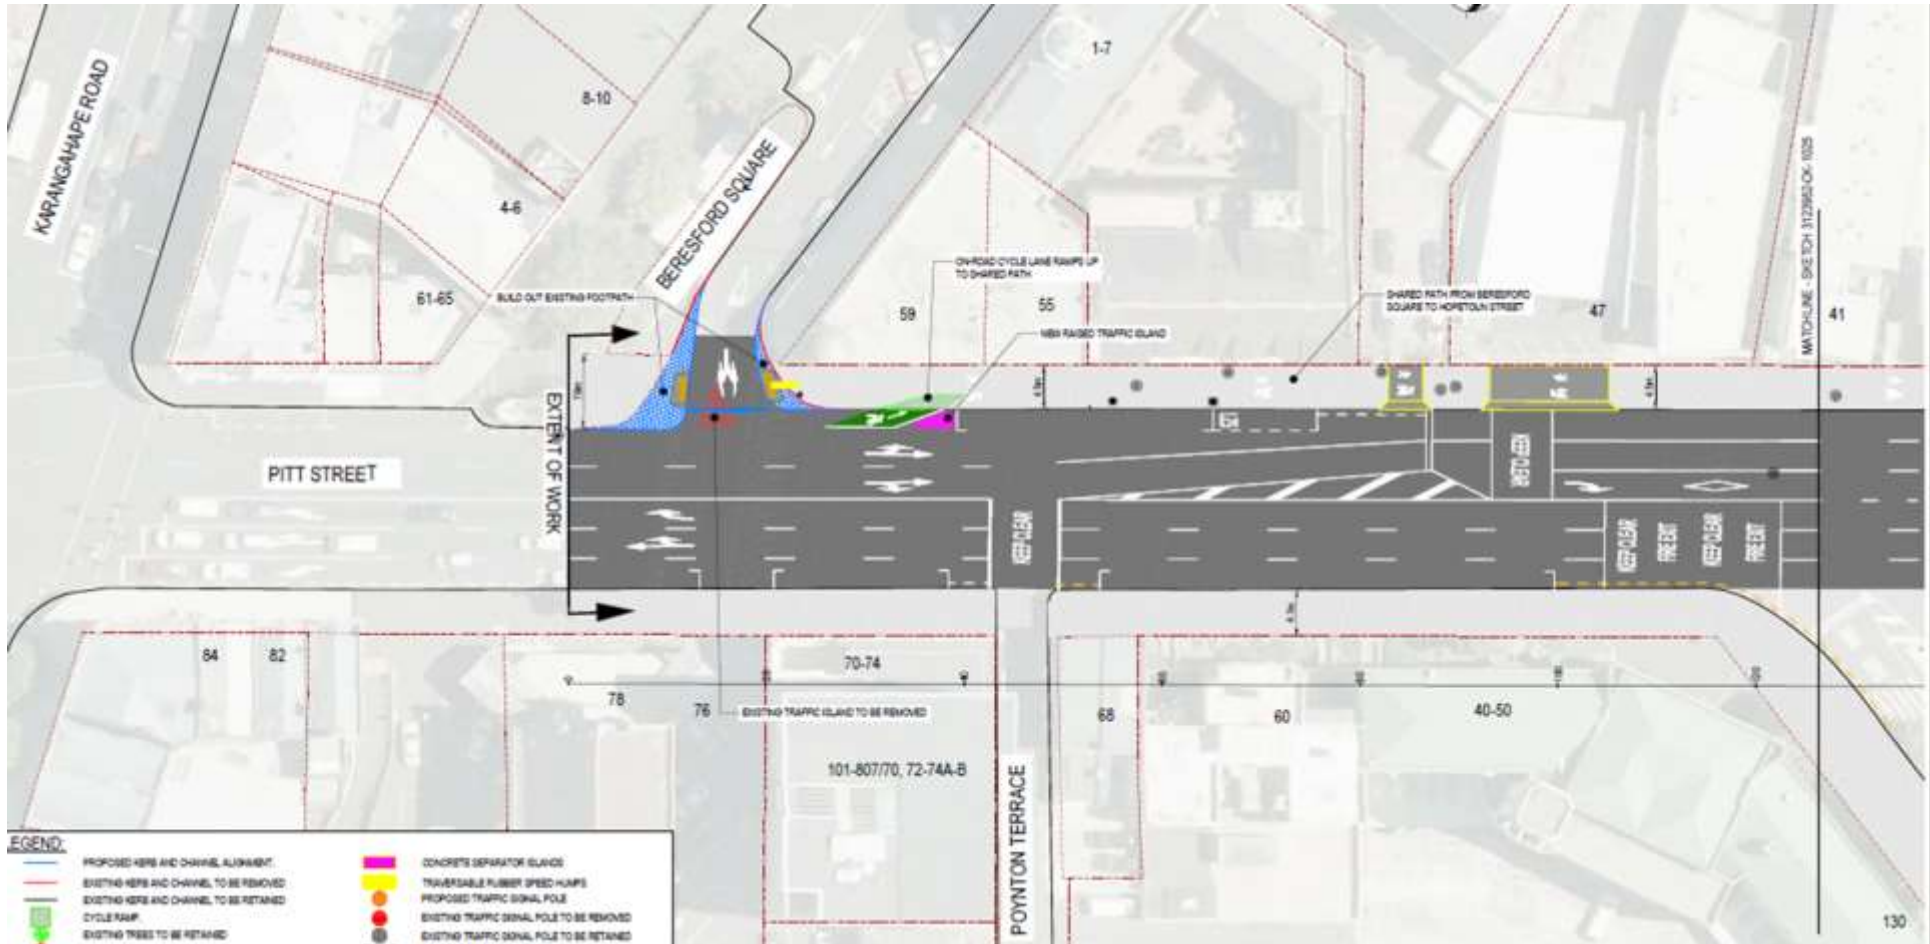 KARANGAHAPE ROAD
8-10
1-7
4-6
BERESFORD SQUARE
61-65
BUILD OUT EXISTING FOOTPATH
ON-ROAD CYCLE LANE RAMPS UP
TO SHARED PATH
59
55
NEW RAISED TRAFFIC ISLAND
SHARED PATH FROM BERESFORD
SQUARE TO HOPETOUN STREET
47
41
MATCHLINE - SKETCH 3123952-DK- 1025
EXTENT OF WORK
PITT STREET
KEEP CLEAR
KEEP CLEAR
KEEP CLEAR
FIRE EXIT
KEEP CLEAR
FIRE EXIT
84
82
78
76
70-74
EXISTING TRAFFIC ISLAND TO BE REMOVED
68
60
40-50
101-807/70, 72-74A-B
POYNTON TERRACE
130
LEGEND:
PROPOSED KERB AND CHANNEL ALIGNMENT.
EXISTING KERB AND CHANNEL TO BE REMOVED
EXISTING KERB AND CHANNEL TO BE RETAINED
CYCLE RAMP.
EXISTING TREES TO BE RETAINED
CONCRETE SEPARATOR ISLANDS
TRAVERSABLE RUBBER SPEED HUMPS
PROPOSED TRAFFIC SIGNAL POLE
EXISTING TRAFFIC SIGNAL POLE TO BE REMOVED
EXISTING TRAFFIC SIGNAL POLE TO BE RETAINED